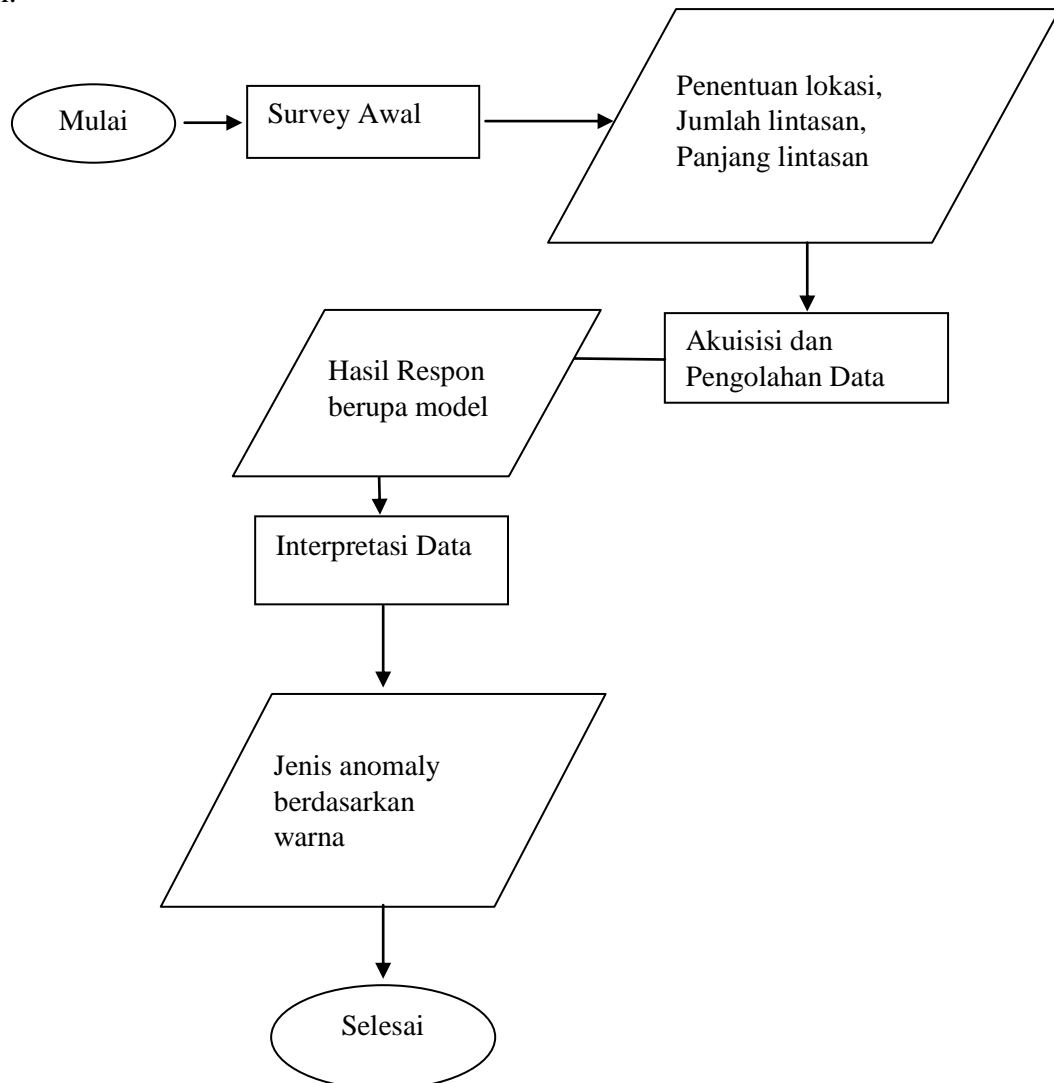 Mulai
Survey Awal
Penentuan lokasi,
Jumlah lintasan,
Panjang lintasan
Akuisisi dan
Pengolahan Data
Hasil Respon
berupa model
Interpretasi Data
Jenis anomaly
berdasarkan
warna
Selesai